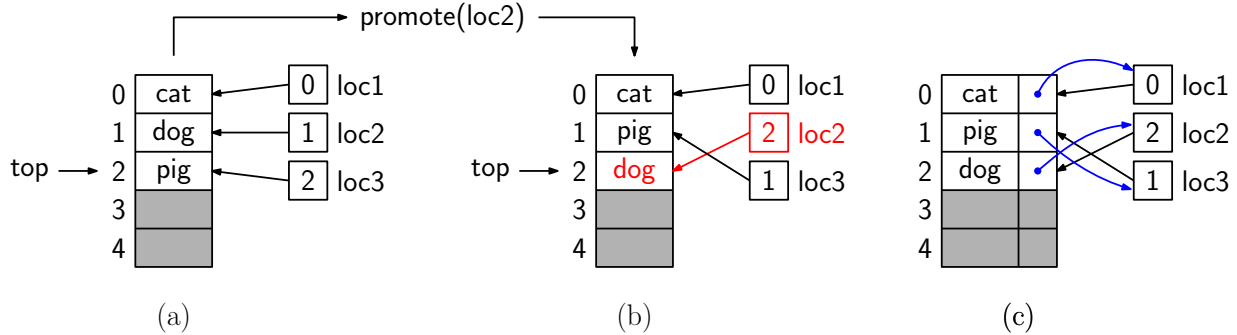 promote(loc2)
0 cat 0 loc1
1 dog 1 loc2
top 2 pig 2 loc3
3
4
(a)
0 cat 0 loc1
1 pig 2 loc2
top 2 dog 1 loc3
3
4
(b)
0 cat 0 loc1
1 pig 2 loc2
2 dog 1 loc3
3
4
(c)